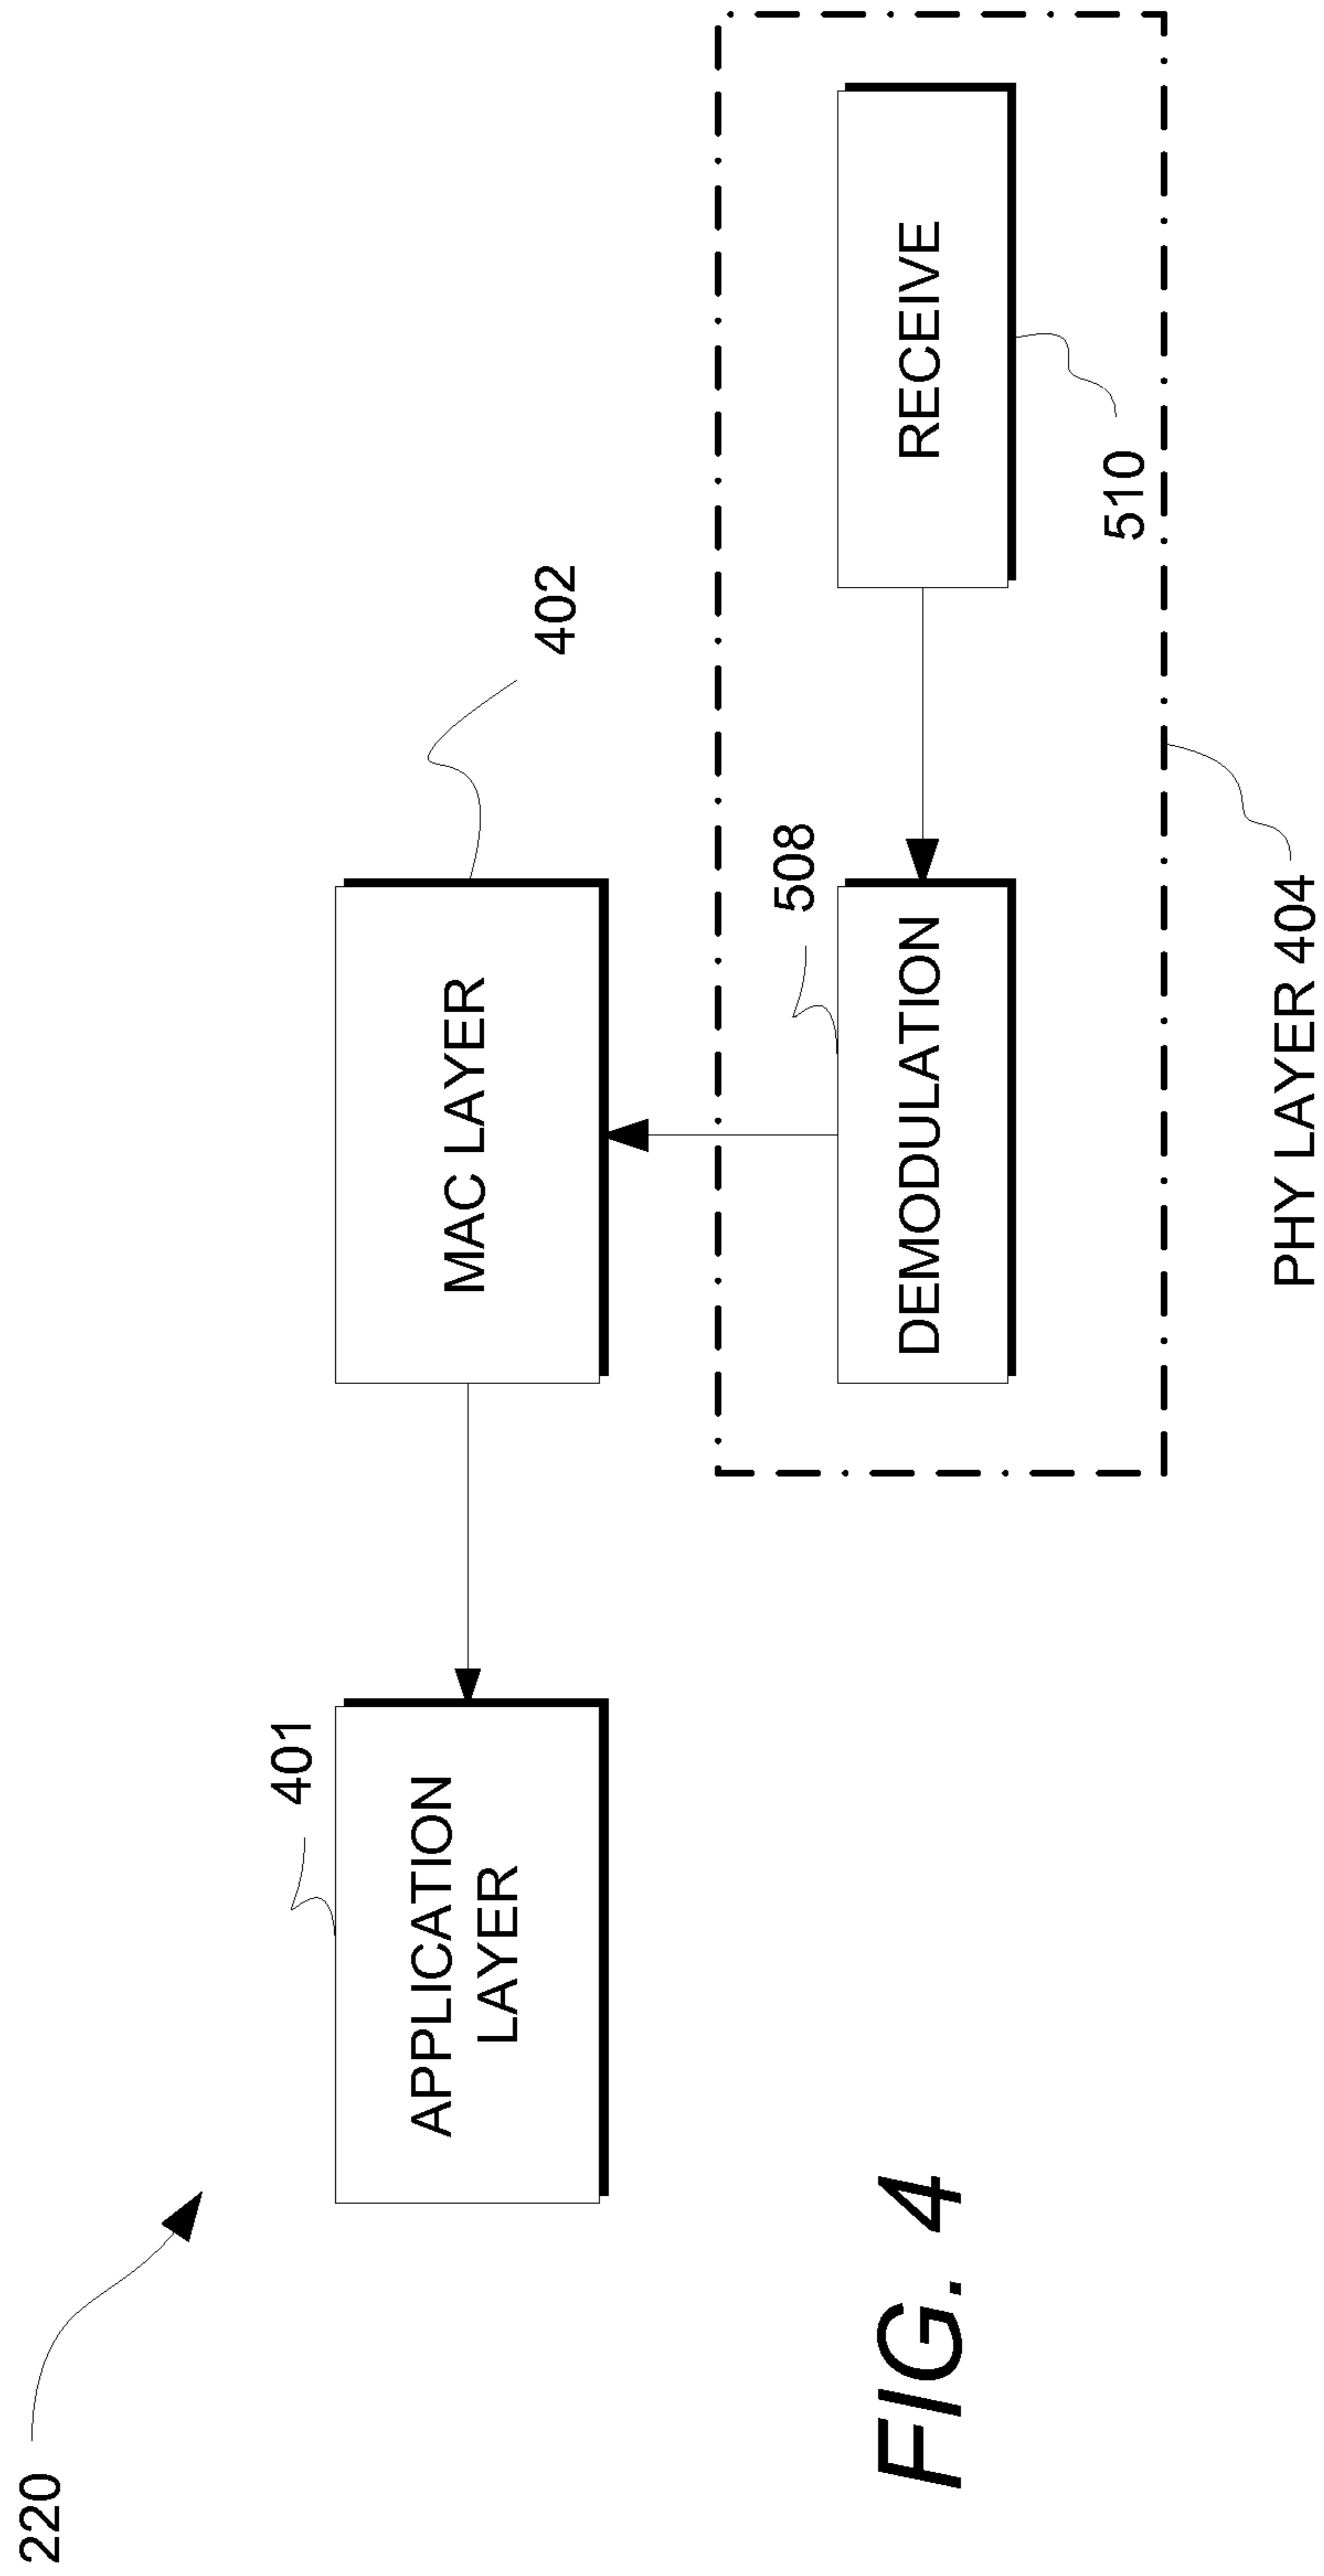 220
401
APPLICATION
LAYER
MAC LAYER
402
508
DEMODULATION
RECEIVE
510
PHY LAYER 404
FIG. 4